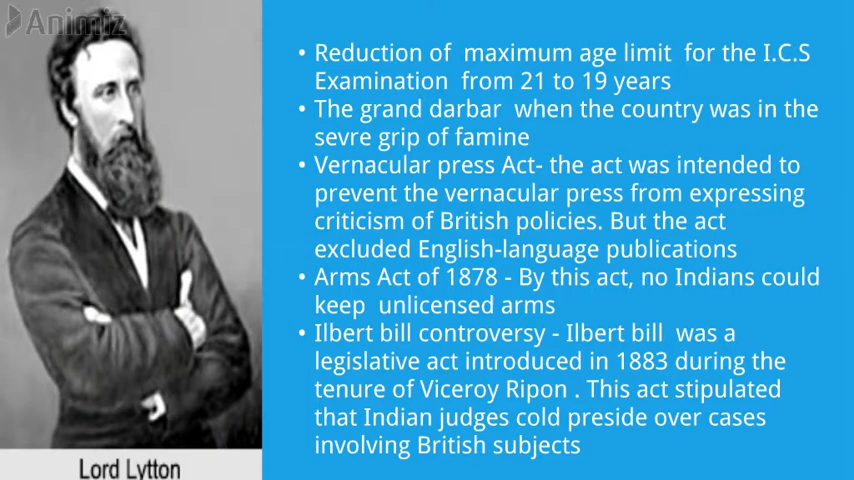 Animiz
• Reduction of maximum age limit for the I.C.S
Examination from 21 to 19 years
• The grand darbar when the country was in the
sevre grip of famine
• Vernacular press Act- the act was intended to
prevent the vernacular press from expressing
criticism of British policies. But the act
excluded English-language publications
• Arms Act of 1878 - By this act, no Indians could
keep unlicensed arms
• Ilbert bill controversy - Ilbert bill was a
legislative act introduced in 1883 during the
tenure of Viceroy Ripon . This act stipulated
that Indian judges cold preside over cases
involving British subjects
Lord Lytton